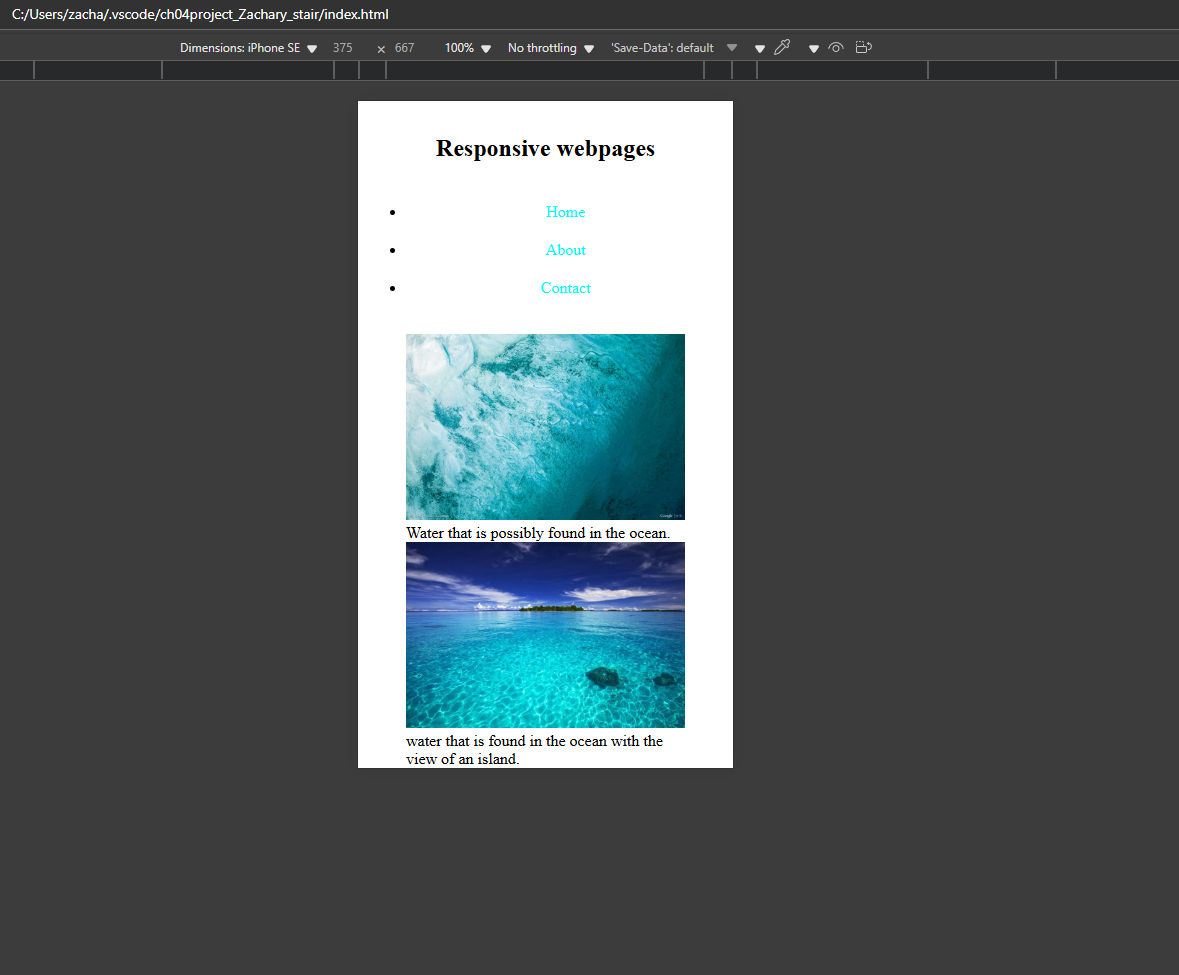 C:/Users/zacha/.vscode/ch04project_Zachary_stair/index.html
Dimensions: iPhone SE 375 × 667 100% No throttling 'Save-Data': default
Responsive webpages
Home
About
Contact
Water that is possibly found in the ocean.
water that is found in the ocean with the
view of an island.